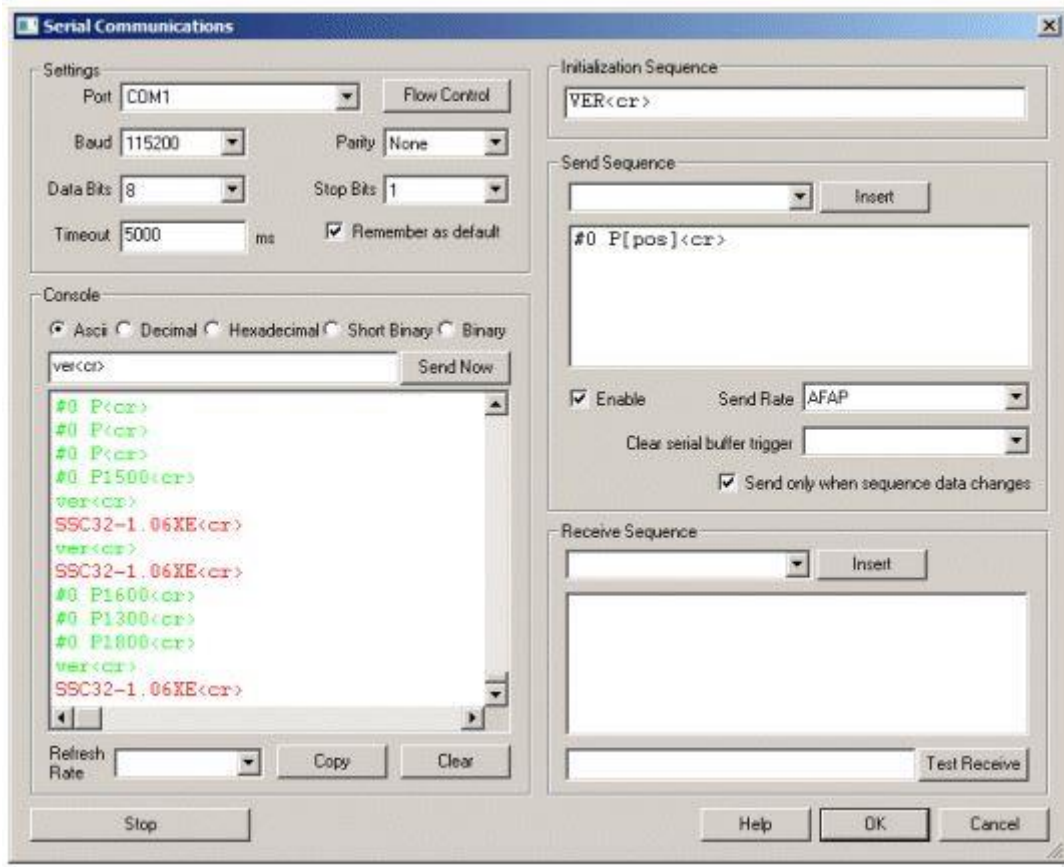 Serial Communications
Settings
Port COM1 Flow Control
Baud 115200 Parity None
Data Bits 8 Stop Bits 1
Timeout 5000 ms Remember as default
Console
Ascii Decimal Hexadecimal Short Binary Binary
ver<cr> Send Now
#0 P<cr>
#0 P<cr>
#0 P<cr>
#0 P1500<cr>
ver<cr>
SSC32-1.06XE<cr>
ver<cr>
SSC32-1.06XE<cr>
#0 P1600<cr>
#0 P1300<cr>
#0 P1800<cr>
ver<cr>
SSC32-1.06XE<cr>
Refresh Rate Copy Clear
Stop
Initialization Sequence
VER<cr>
Send Sequence
Insert
#0 P[pos]<cr>
Enable Send Rate AFAP
Clear serial buffer trigger
Send only when sequence data changes
Receive Sequence
Insert
Test Receive
Help OK Cancel